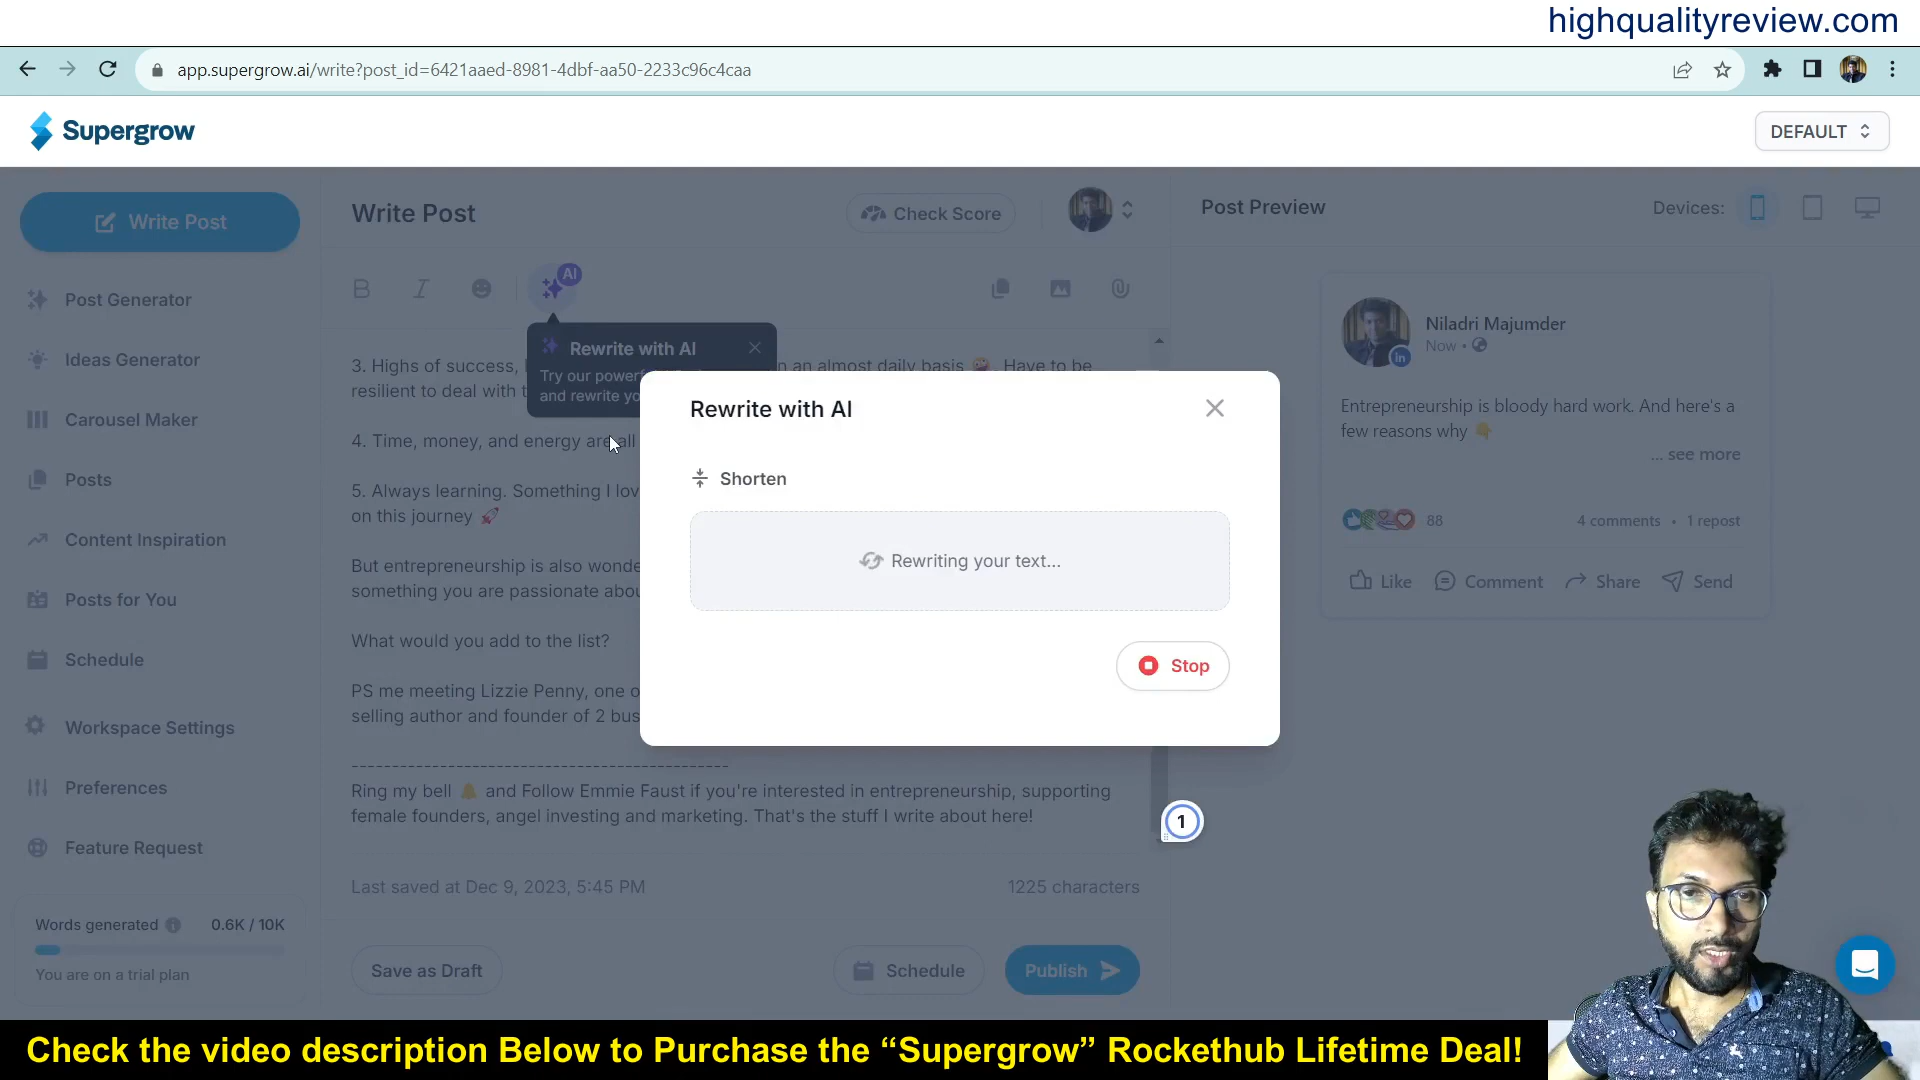 highqualityreview.com
app.supergrow.ai/write?post_id=6421aaed-8981-4dbf-aa50-2233c96c4caa
Supergrow
DEFAULT
Write Post
Post Generator
Ideas Generator
Carousel Maker
Posts
Content Inspiration
Posts for You
Schedule
Workspace Settings
Preferences
Feature Request
Words generated 0.6K / 10K
You are on a trial plan
Write Post
Check Score
AI
Rewrite with AI
Try our powerf
and rewrite yo
3. Highs of success, n an almost daily basis 🤪. Have to be
resilient to deal with t
4. Time, money, and energy are all
5. Always learning. Something I lov
on this journey 🚀
But entrepreneurship is also wonde
something you are passionate abou
What would you add to the list?
PS me meeting Lizzie Penny, one o
selling author and founder of 2 bus
--------------------------------------------
Ring my bell 🔔 and Follow Emmie Faust if you're interested in entrepreneurship, supporting
female founders, angel investing and marketing. That's the stuff I write about here!
Last saved at Dec 9, 2023, 5:45 PM
1225 characters
Save as Draft
Schedule
Publish
Rewrite with AI
Shorten
Rewriting your text...
Stop
1
Post Preview
Devices:
Niladri Majumder
Now •
in
Entrepreneurship is bloody hard work. And here's a
few reasons why 👇
... see more
88
4 comments • 1 repost
Like
Comment
Share
Send
Check the video description Below to Purchase the “Supergrow” Rockethub Lifetime Deal!